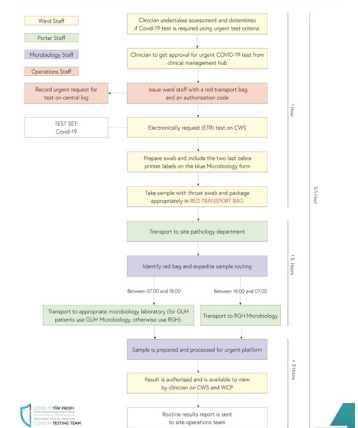 Ward Staff
Porter Staff
Microbiology Staff
Operations Staff
Clinician undertakes assessment and determines
if Covid-19 test is required using urgent test criteria
Clinician to get approval for urgent COVID-19 test from
clinical management hub
Record urgent request for
test on central log
Issue ward staff with a red transport bag
and an authorisation code
TEST SET:
Covid-19
Electronically request (ETR) test on CWS
Prepare swab and include the two last zebra
printer labels on the blue Microbiology form
Take sample with throat swab and package
appropriately in RED TRANSPORT BAG
1 Hour
Transport to site pathology department
Identify red bag and expedite sample routing
Between 07:00 and 18:00
Between 18:00 and 07:00
Transport to appropriate microbiology laboratory (for GUH
patients use GUH Microbiology, otherwise use RGH)
Transport to RGH Microbiology
1.5 Hours
5.5 Hour
Sample is prepared and processed for urgent platform
Result is authorised and is available to view
by clinician on CWS and WCP
Routine results report is sent
to site operations team
< 3 Hours
COVID-19 TÎM PROFI
COVID-19 TESTING TEAM